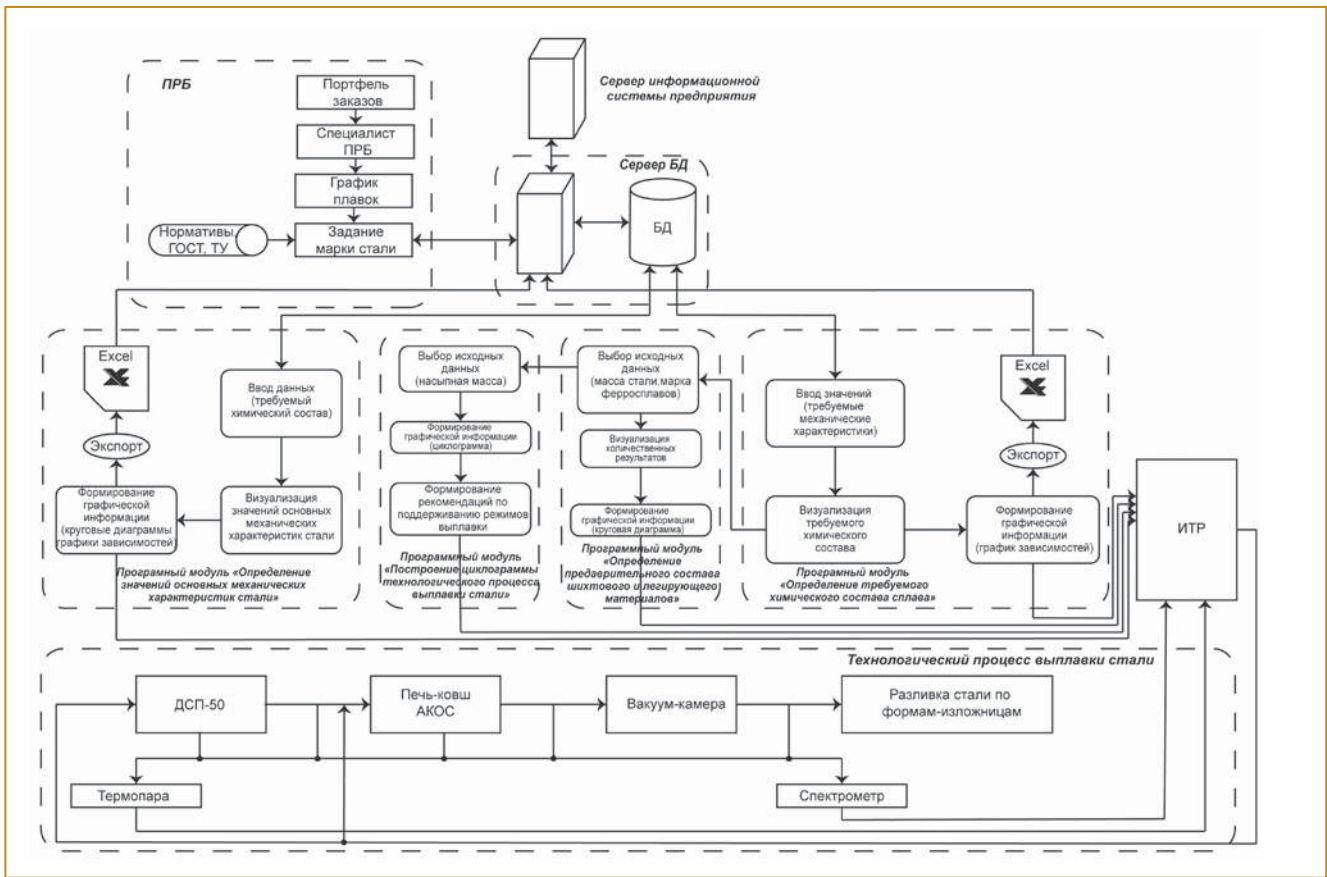 ПРБ
Портфель
заказов
Специалист
ПРБ
График
плавок
Нормативы,
ГОСТ, ТУ
Задание
марки стали
Сервер информационной
системы предприятия
Сервер БД
БД
Excel
Экспорт
Формирование
графической
информации
(круговые диаграммы
графики зависимостей)
Ввод данных
(требуемый
химический состав)
Визуализация
значений основных
механических
характеристик стали
Програмный модуль «Определение
значений основных механических
характеристик стали»
Выбор исходных
данных
(насыпная масса)
Формирование
графической информации
(циклограмма)
Формирование
рекомендаций по
поддерживанию режимов
выплавки
Программный модуль
«Построение циклограммы
технологического процесса
выплавки стали»
Выбор исходных
данных
(масса стали,марка
ферросплавов)
Визуализация
количественных
результатов
Формирование
графической информации
(круговая диаграмма)
Программный модуль
«Определение
предаврительного состава
шихтового и легирующего
материалов»
Ввод значений
(требуемые
механические
характеристики)
Визуализация
требуемого
химического
состава
Програмный модуль
«Определение требуемого
химического состава сплава»
Excel
Экспорт
Формирование
графической
информации
(график зависимостей)
ИТР
Технологический процесс выплавки стали
ДСП-50
Печь-ковш
АКОС
Вакуум-камера
Разливка стали по
формам-изложницам
Термопара
Спектрометр